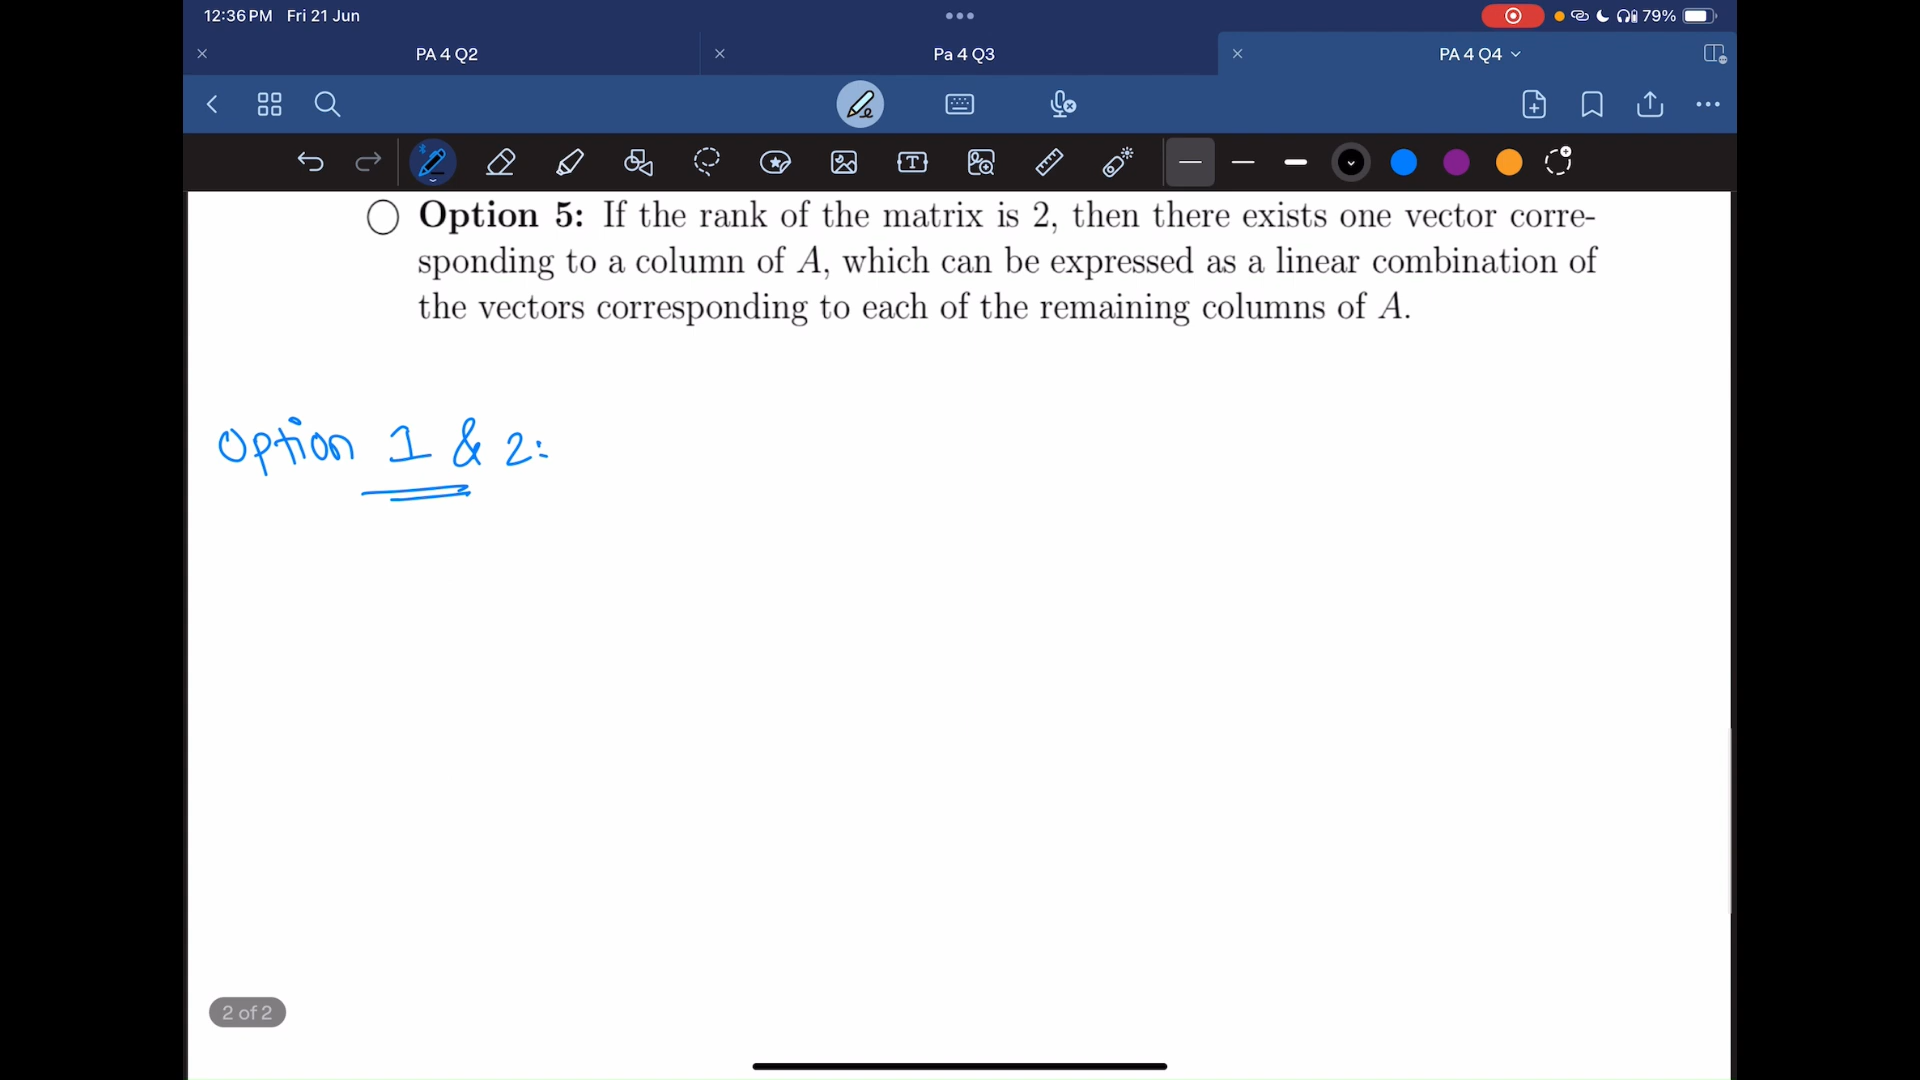 12:36 PM Fri 21 Jun
79%
PA 4 Q2
Pa 4 Q3
PA 4 Q4
Option 5: If the rank of the matrix is 2, then there exists one vector corre-
sponding to a column of A, which can be expressed as a linear combination of
the vectors corresponding to each of the remaining columns of A.
Option 1 & 2:
2 of 2